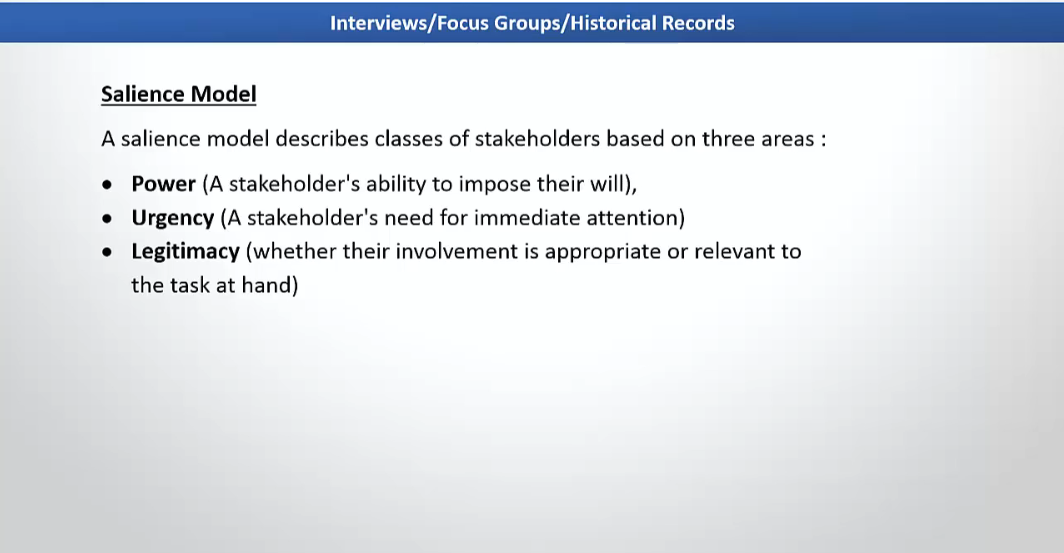 Interviews/Focus Groups/Historical Records
Salience Model
A salience model describes classes of stakeholders based on three areas :
• Power (A stakeholder's ability to impose their will),
• Urgency (A stakeholder's need for immediate attention)
• Legitimacy (whether their involvement is appropriate or relevant to
the task at hand)